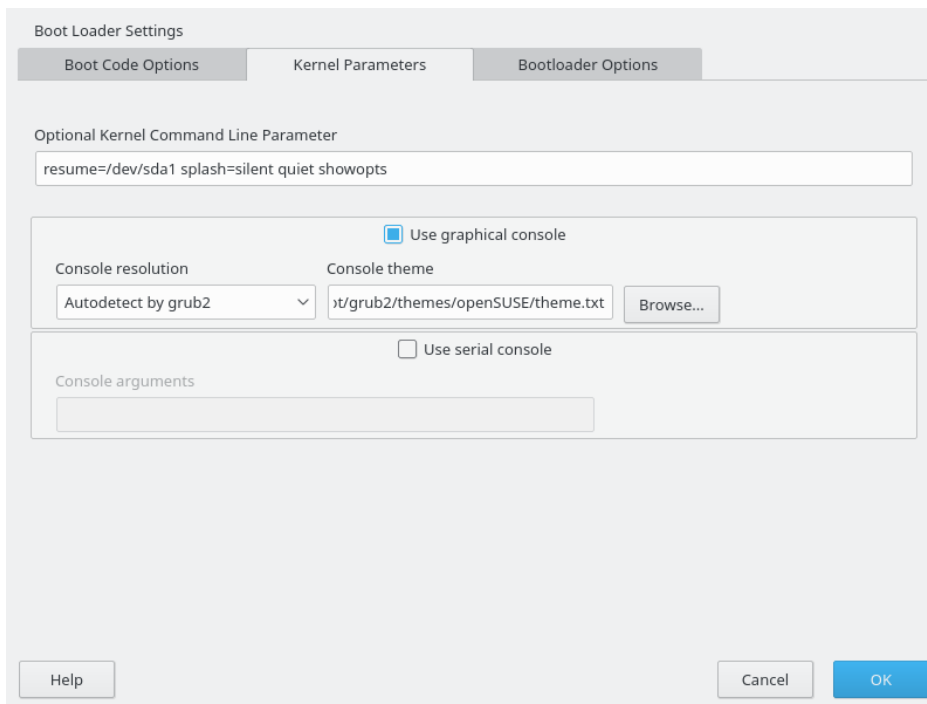 Boot Loader Settings
Boot Code Options Kernel Parameters Bootloader Options
Optional Kernel Command Line Parameter
resume=/dev/sda1 splash=silent quiet showopts
Use graphical console
Console resolution Console theme
Autodetect by grub2 ot/grub2/themes/openSUSE/theme.txt Browse...
Use serial console
Console arguments
Help Cancel OK